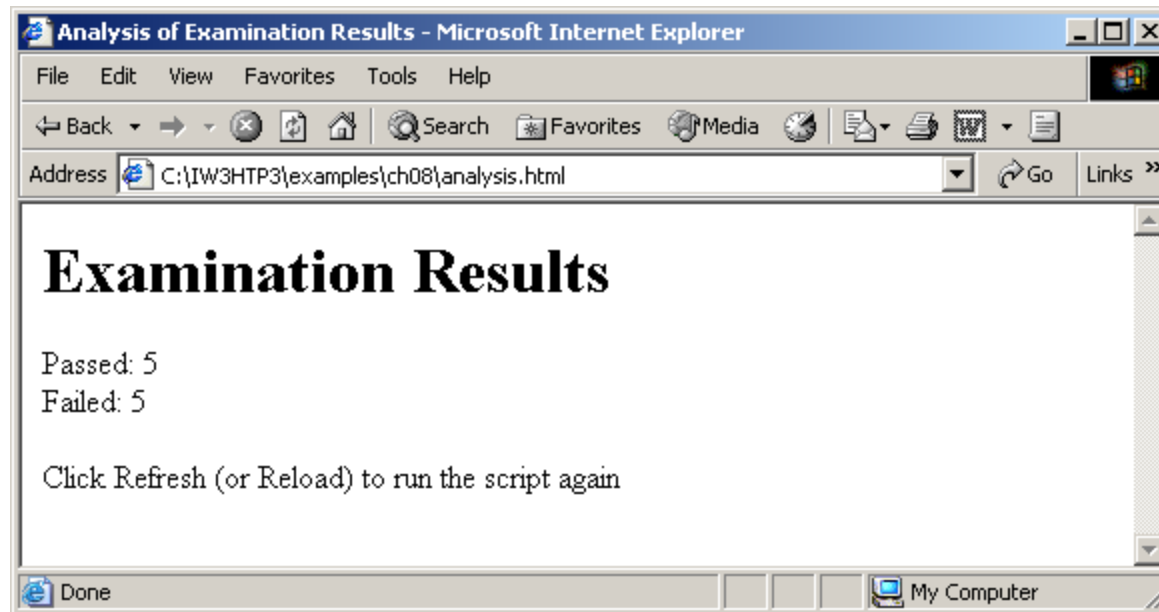 Analysis of Examination Results - Microsoft Internet Explorer
File Edit View Favorites Tools Help
Back Search Favorites Media W
Address C:\IW3HTP3\examples\ch08\analysis.html Go Links »
Examination Results
Passed: 5
Failed: 5
Click Refresh (or Reload) to run the script again
Done My Computer